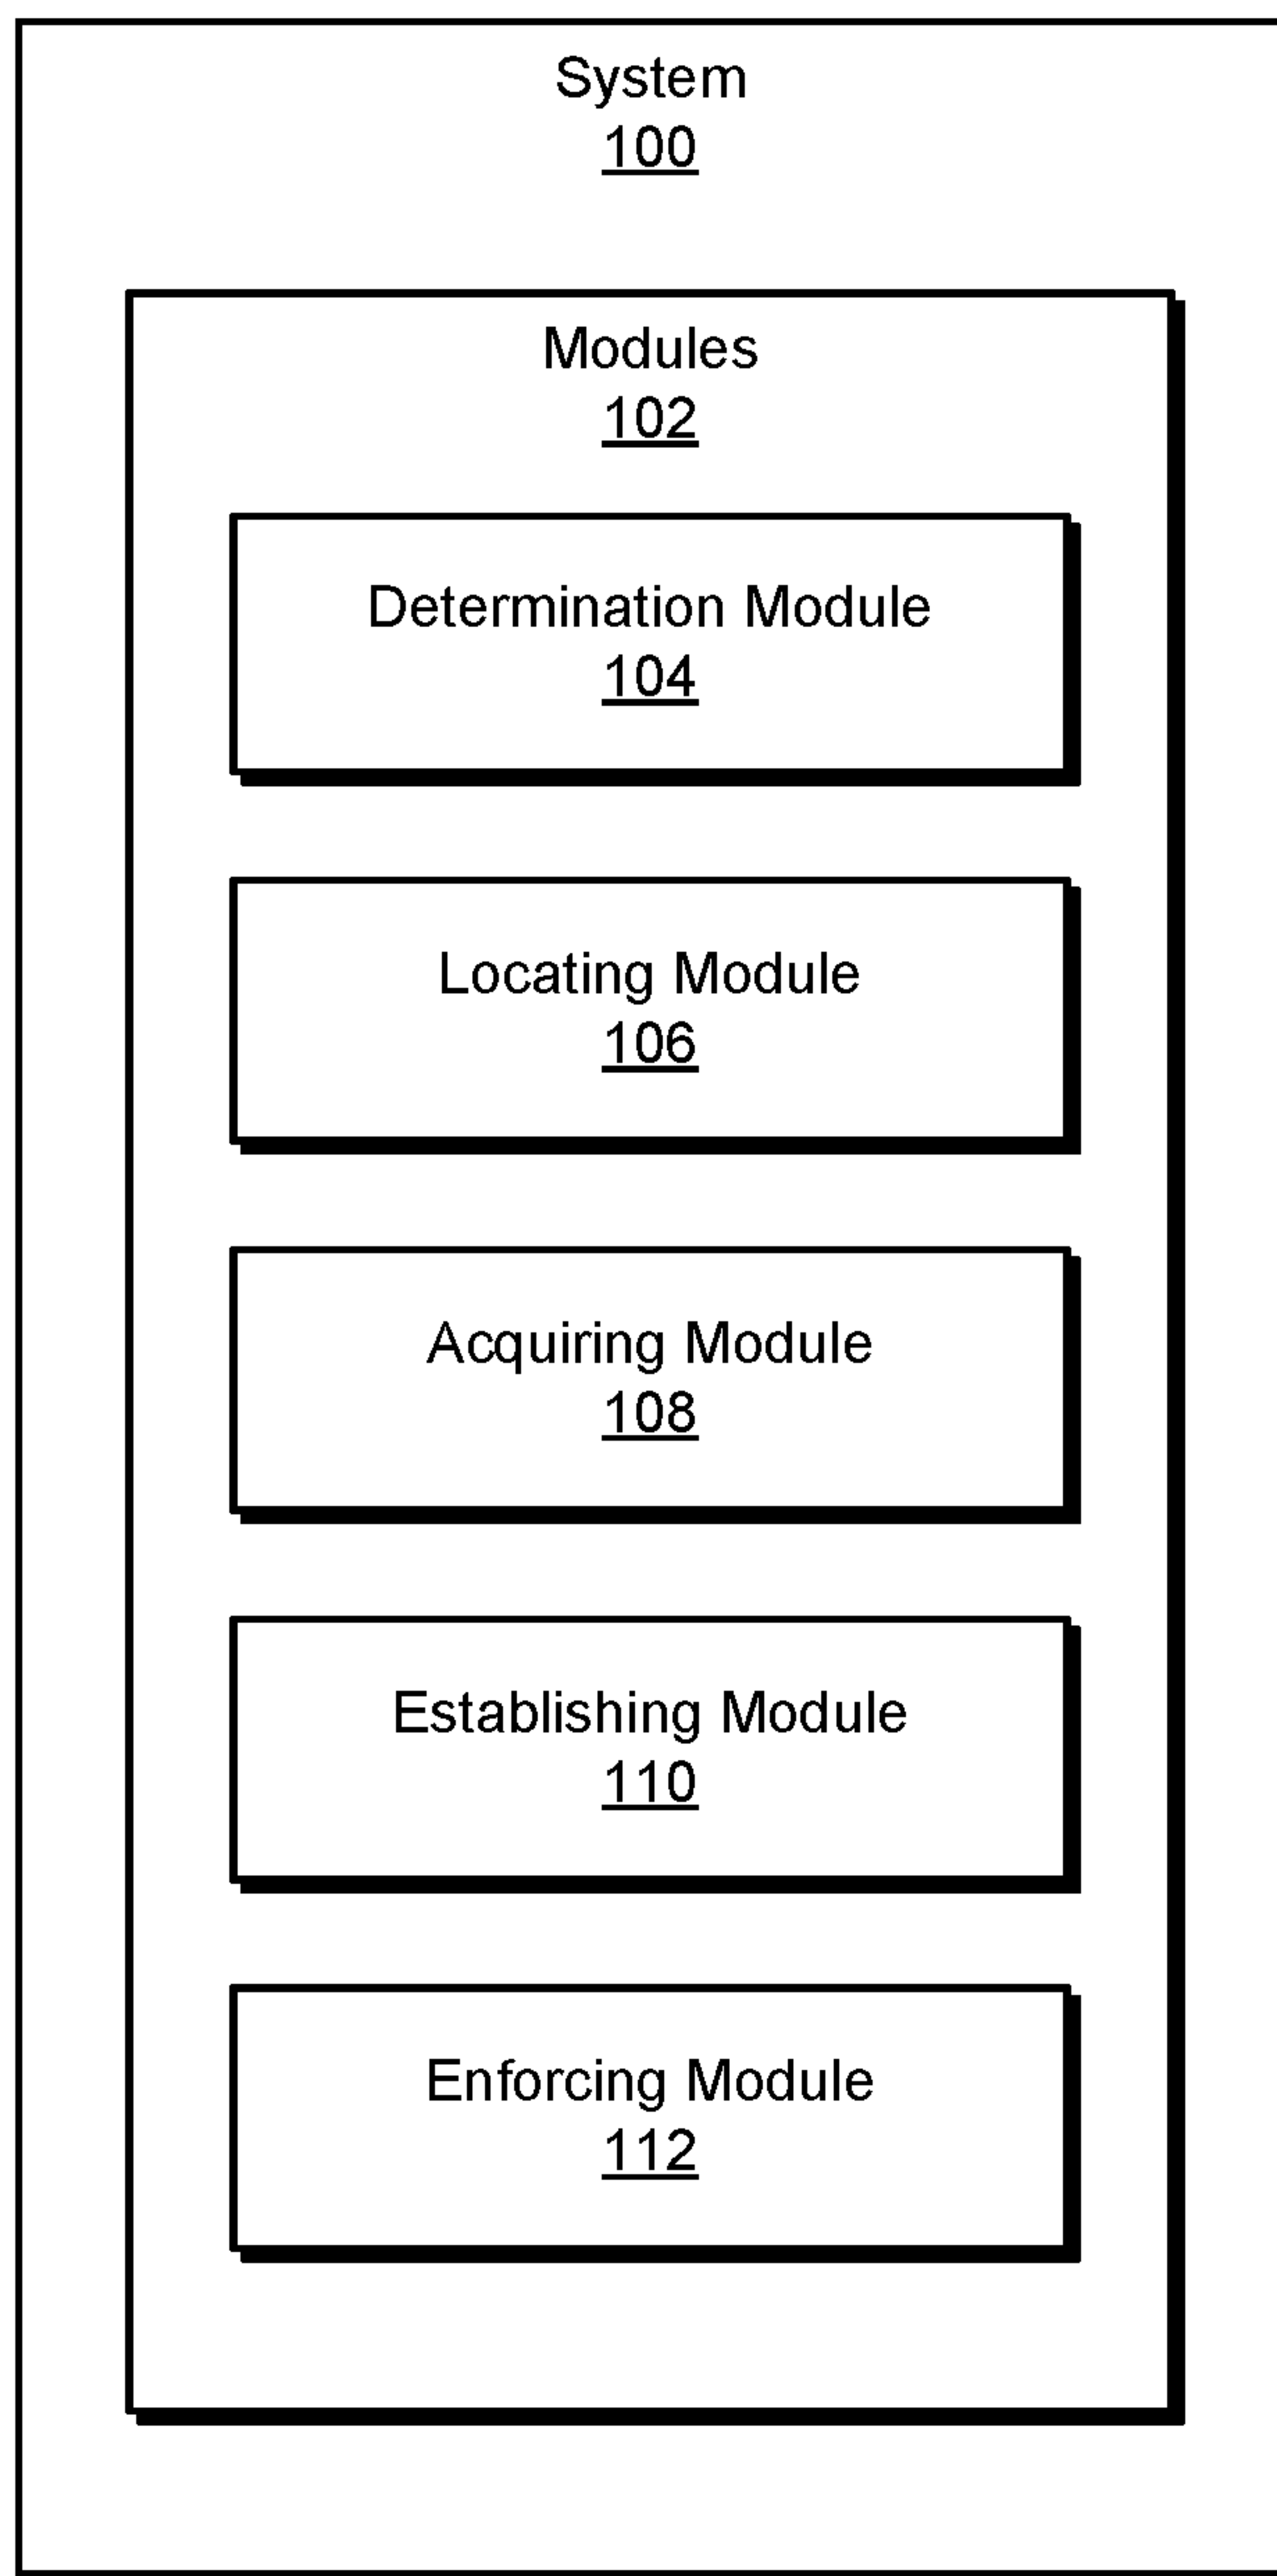 System
100
Modules
102
Determination Module
104
Locating Module
106
Acquiring Module
108
Establishing Module
110
Enforcing Module
112